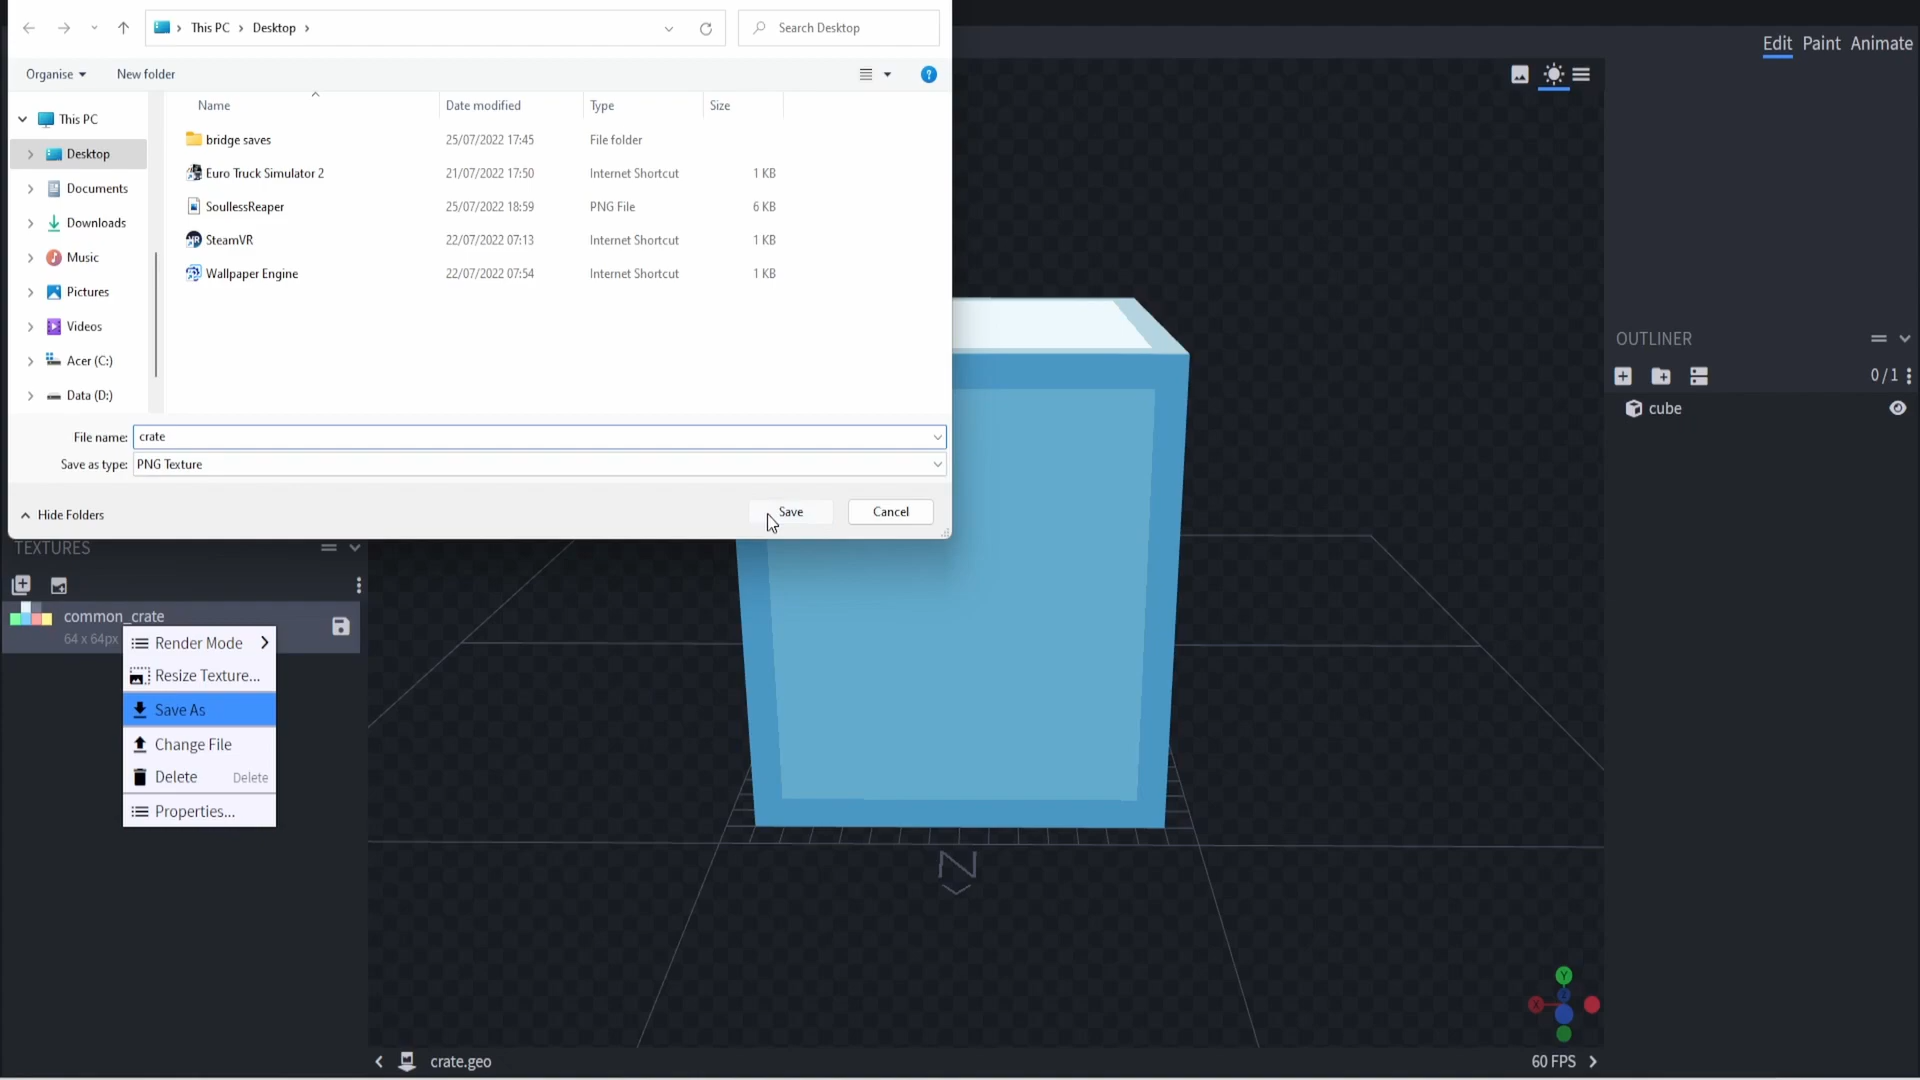 This PC
Desktop
Search Desktop
Edit Paint Animate
Organise
New folder
Name Date modified Type Size
This PC
Desktop
Documents
Downloads
Music
Pictures
Videos
Acer (C:)
Data (D:)
bridge saves 25/07/2022 17:45 File folder
Euro Truck Simulator 2 21/07/2022 17:50 Internet Shortcut 1 KB
SoullessReaper 25/07/2022 18:59 PNG File 6 KB
SteamVR 22/07/2022 07:13 Internet Shortcut 1 KB
Wallpaper Engine 22/07/2022 07:54 Internet Shortcut 1 KB
File name: crate
Save as type: PNG Texture
Hide Folders
Save
Cancel
OUTLINER
0 / 1
cube
TEXTURES
common_crate
64 x 64px
Render Mode
Resize Texture...
Save As
Change File
Delete Delete
Properties...
N
Y
X
Z
crate.geo
60 FPS